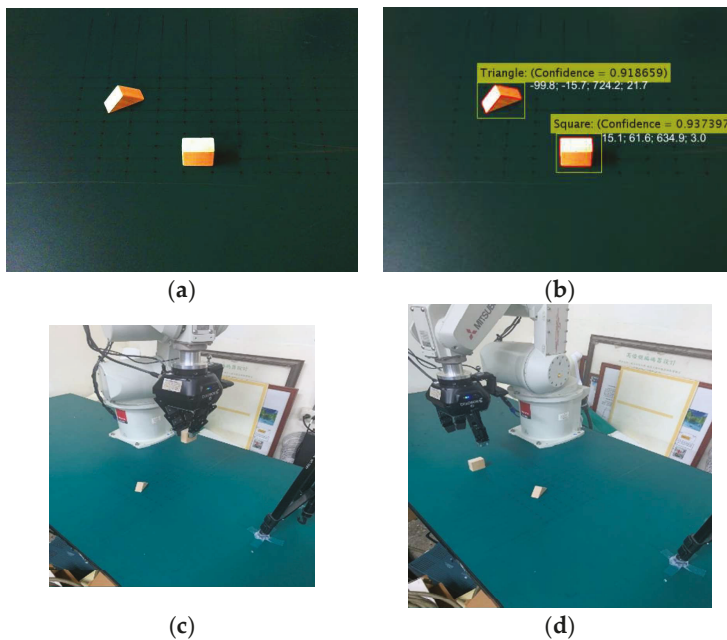 Triangle: (Confidence = 0.918659)
-99.8; -15.7; 724.2; 21.7
Square: (Confidence = 0.937397
15.1; 61.6; 634.9; 3.0
(a)
(b)
MITSUB
(c)
(d)